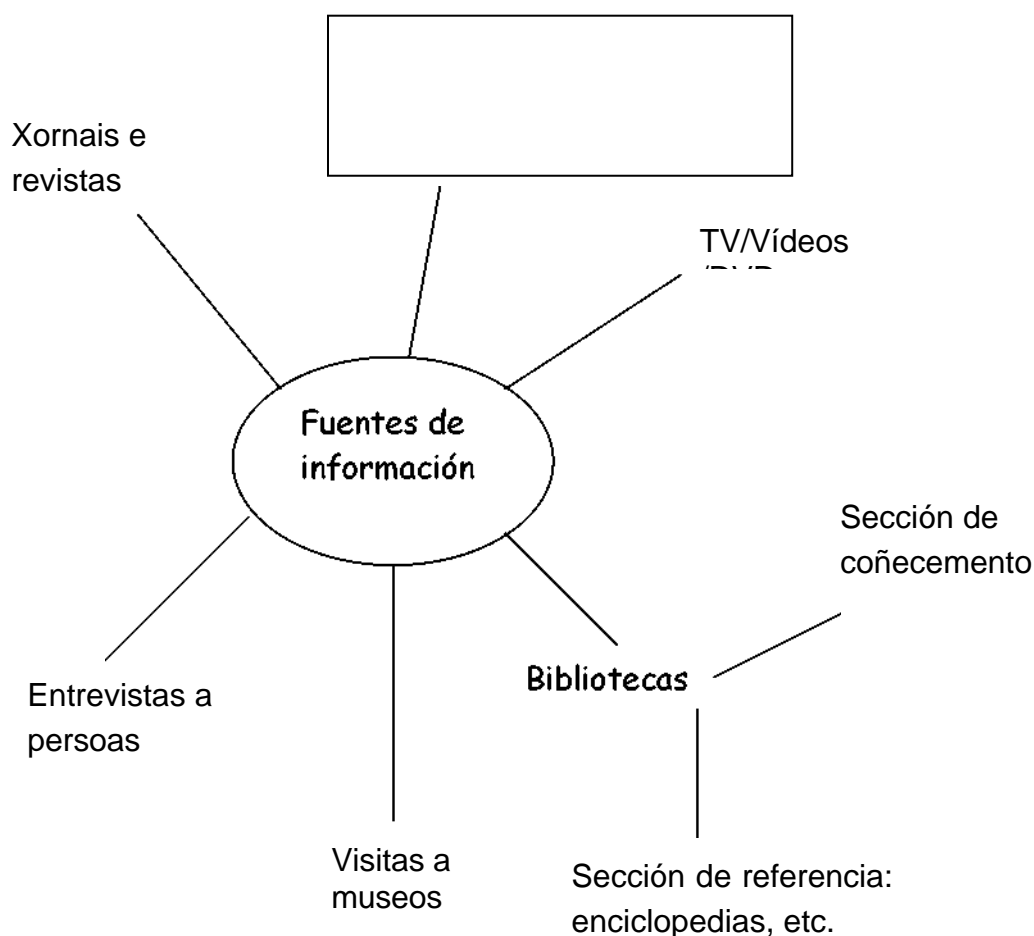 Xornais e
revistas
TV/Vídeos
Fuentes de
información
Sección de
coñecemento
Bibliotecas
Entrevistas a
persoas
Visitas a
museos
Sección de referencia:
enciclopedias, etc.